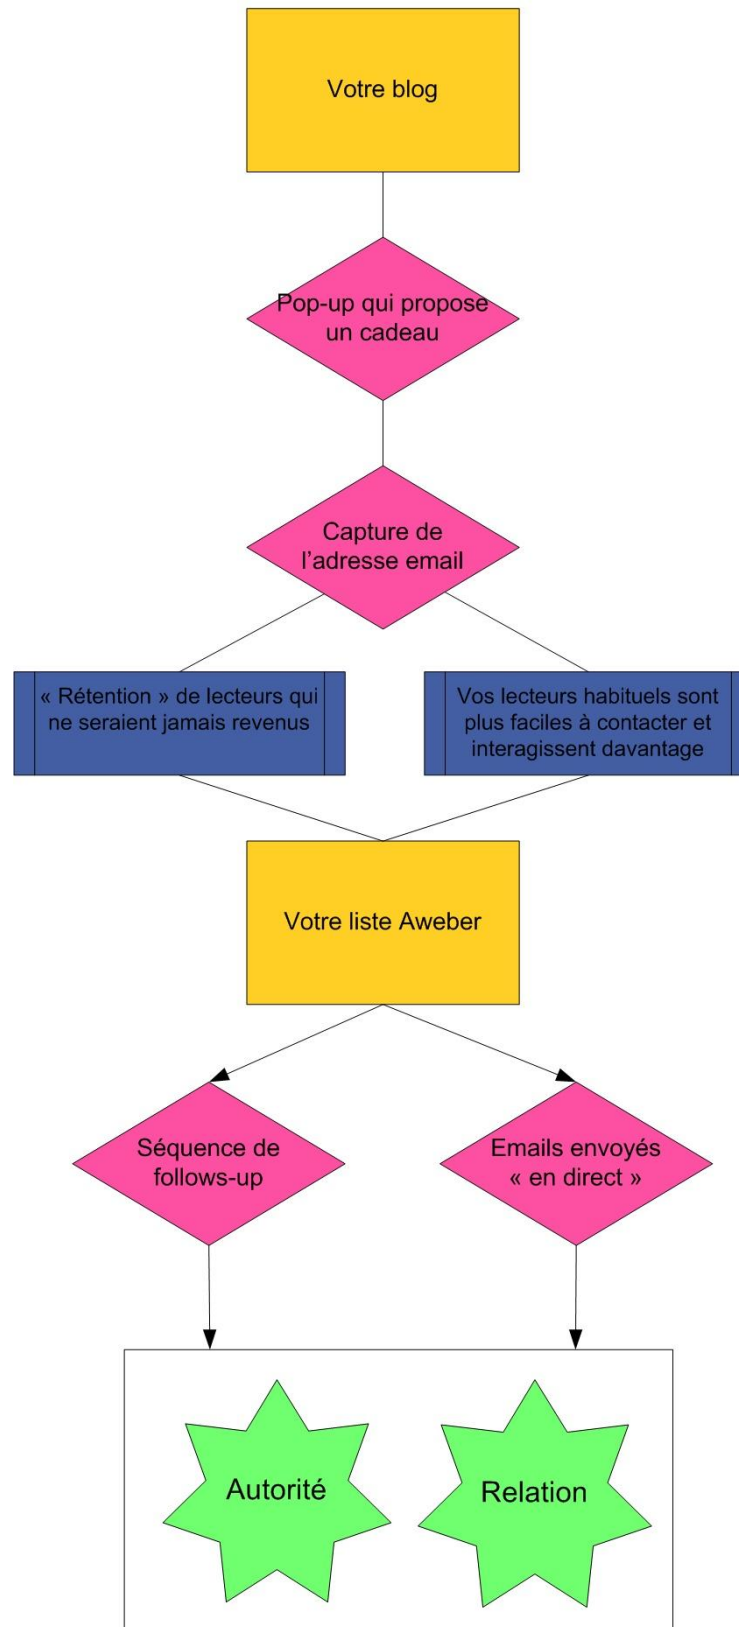 Votre blog
Pop-up qui propose
un cadeau
Capture de
l'adresse email
« Rétention » de lecteurs qui
ne seraient jamais revenus
Vos lecteurs habituels sont
plus faciles à contacter et
interagissent davantage
Votre liste Aweber
Séquence de
follows-up
Emails envoyés
« en direct »
Autorité
Relation